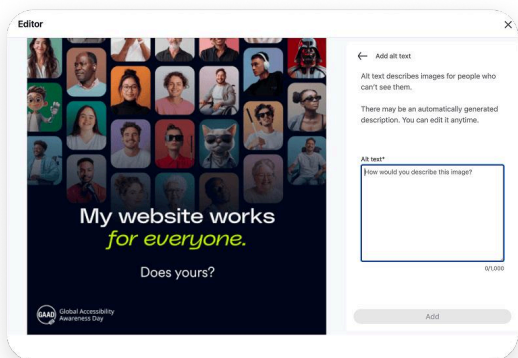 Editor
Add alt text
Alt text describes images for people who
can't see them.
There may be an automatically generated
description. You can edit it anytime.
Alt text*
How would you describe this image?
0/1,000
Add
My website works
for everyone.
Does yours?
GAAD
Global Accessibility
Awareness Day